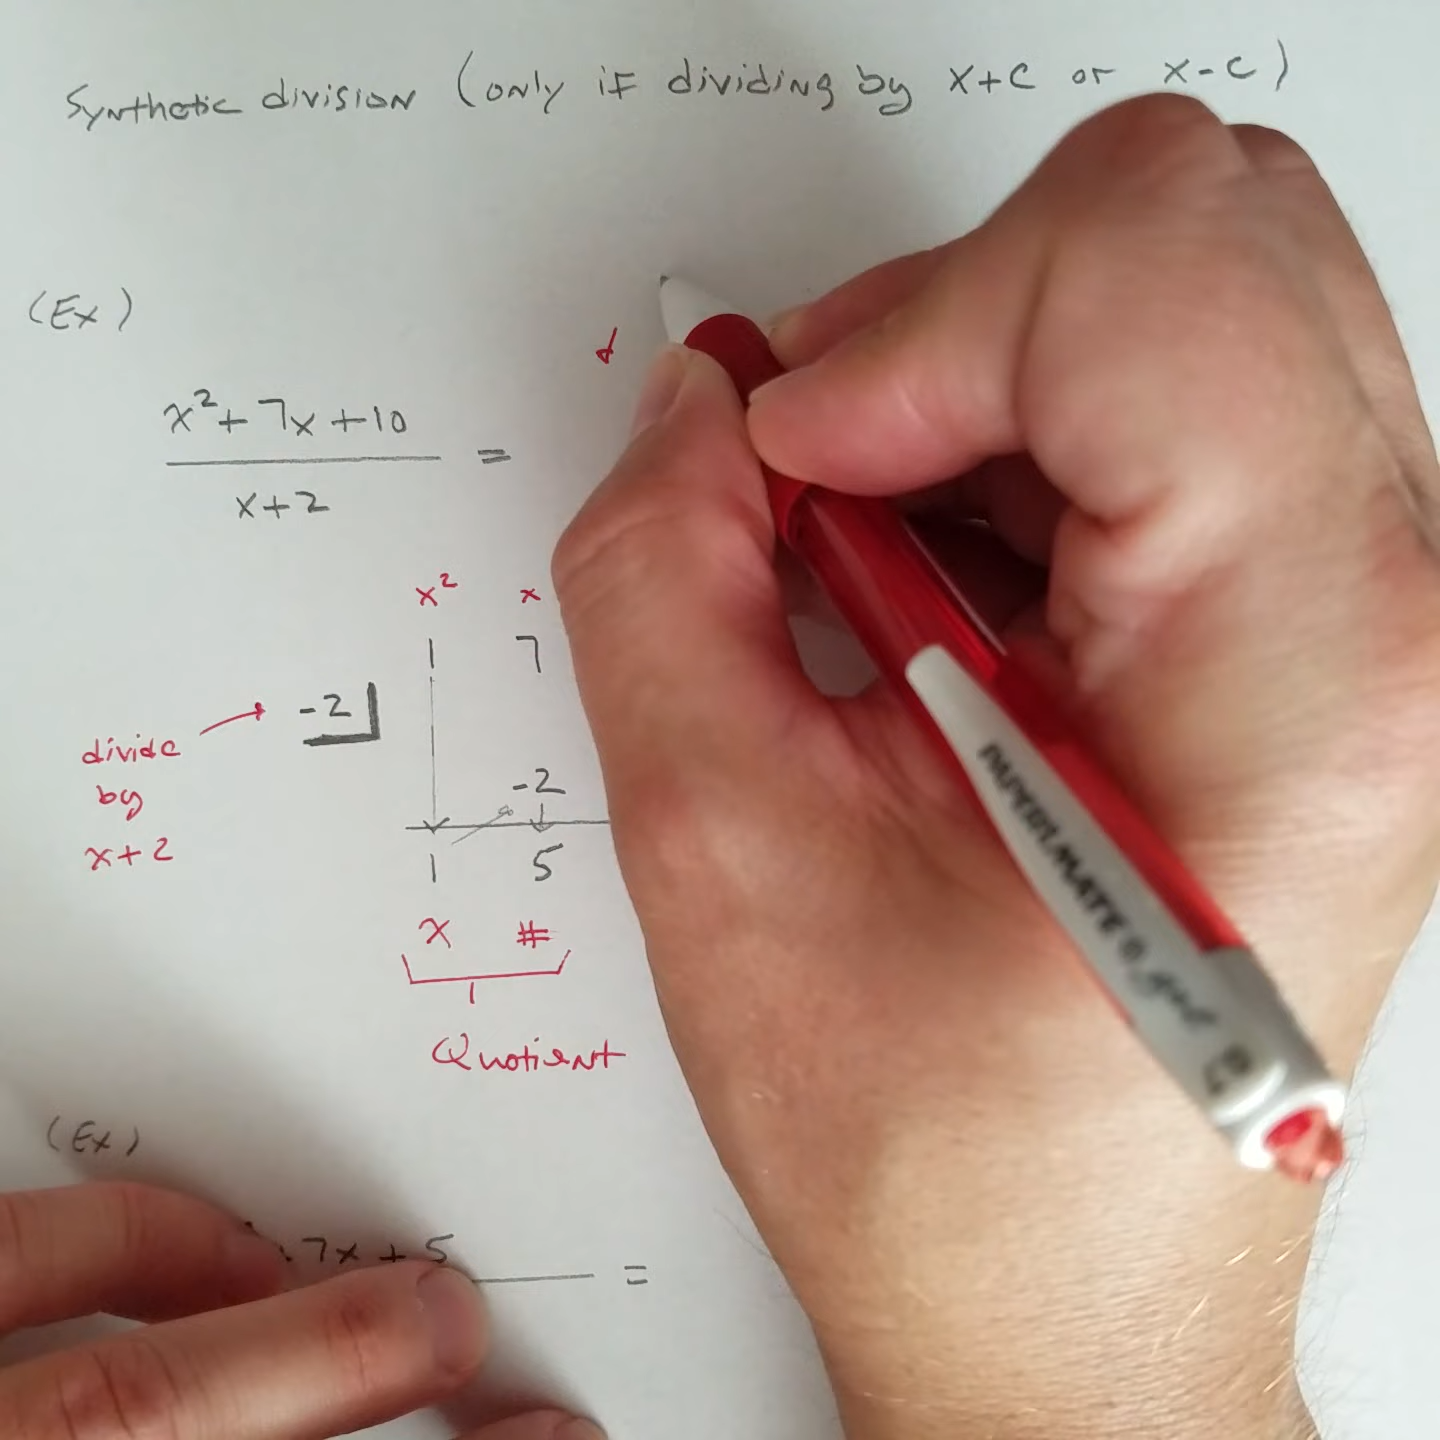 Synthetic division (only if dividing by x+c or x-c)
(Ex)
x²+ 7x +10
=
x+2
x² x
1 7
-2
divide
by
x+2
-2
1 5
x #
Quotient
(Ex)
7x + 5
=
PAPERMATE